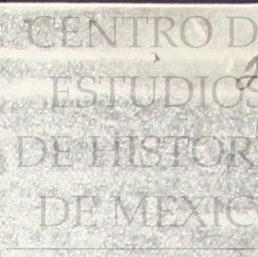 CENTRO D
ESTUDIOS
DE HISTOR
DE MEXIC